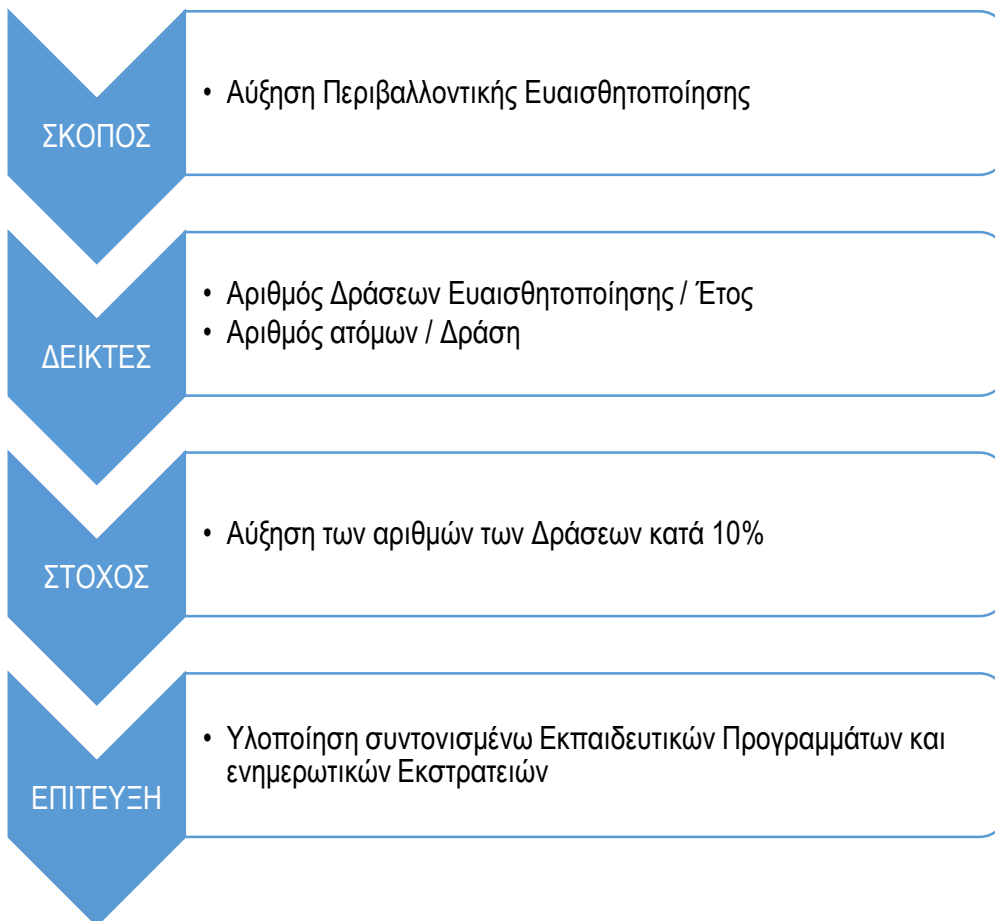 ΣΚΟΠΟΣ
• Αύξηση Περιβαλλοντικής Ευαισθητοποίησης
ΔΕΙΚΤΕΣ
• Αριθμός Δράσεων Ευαισθητοποίησης / Έτος
• Αριθμός ατόμων / Δράση
ΣΤΟΧΟΣ
• Αύξηση των αριθμών των Δράσεων κατά 10%
ΕΠΙΤΕΥΞΗ
• Υλοποίηση συντονισμένω Εκπαιδευτικών Προγραμμάτων και
ενημερωτικών Εκστρατειών